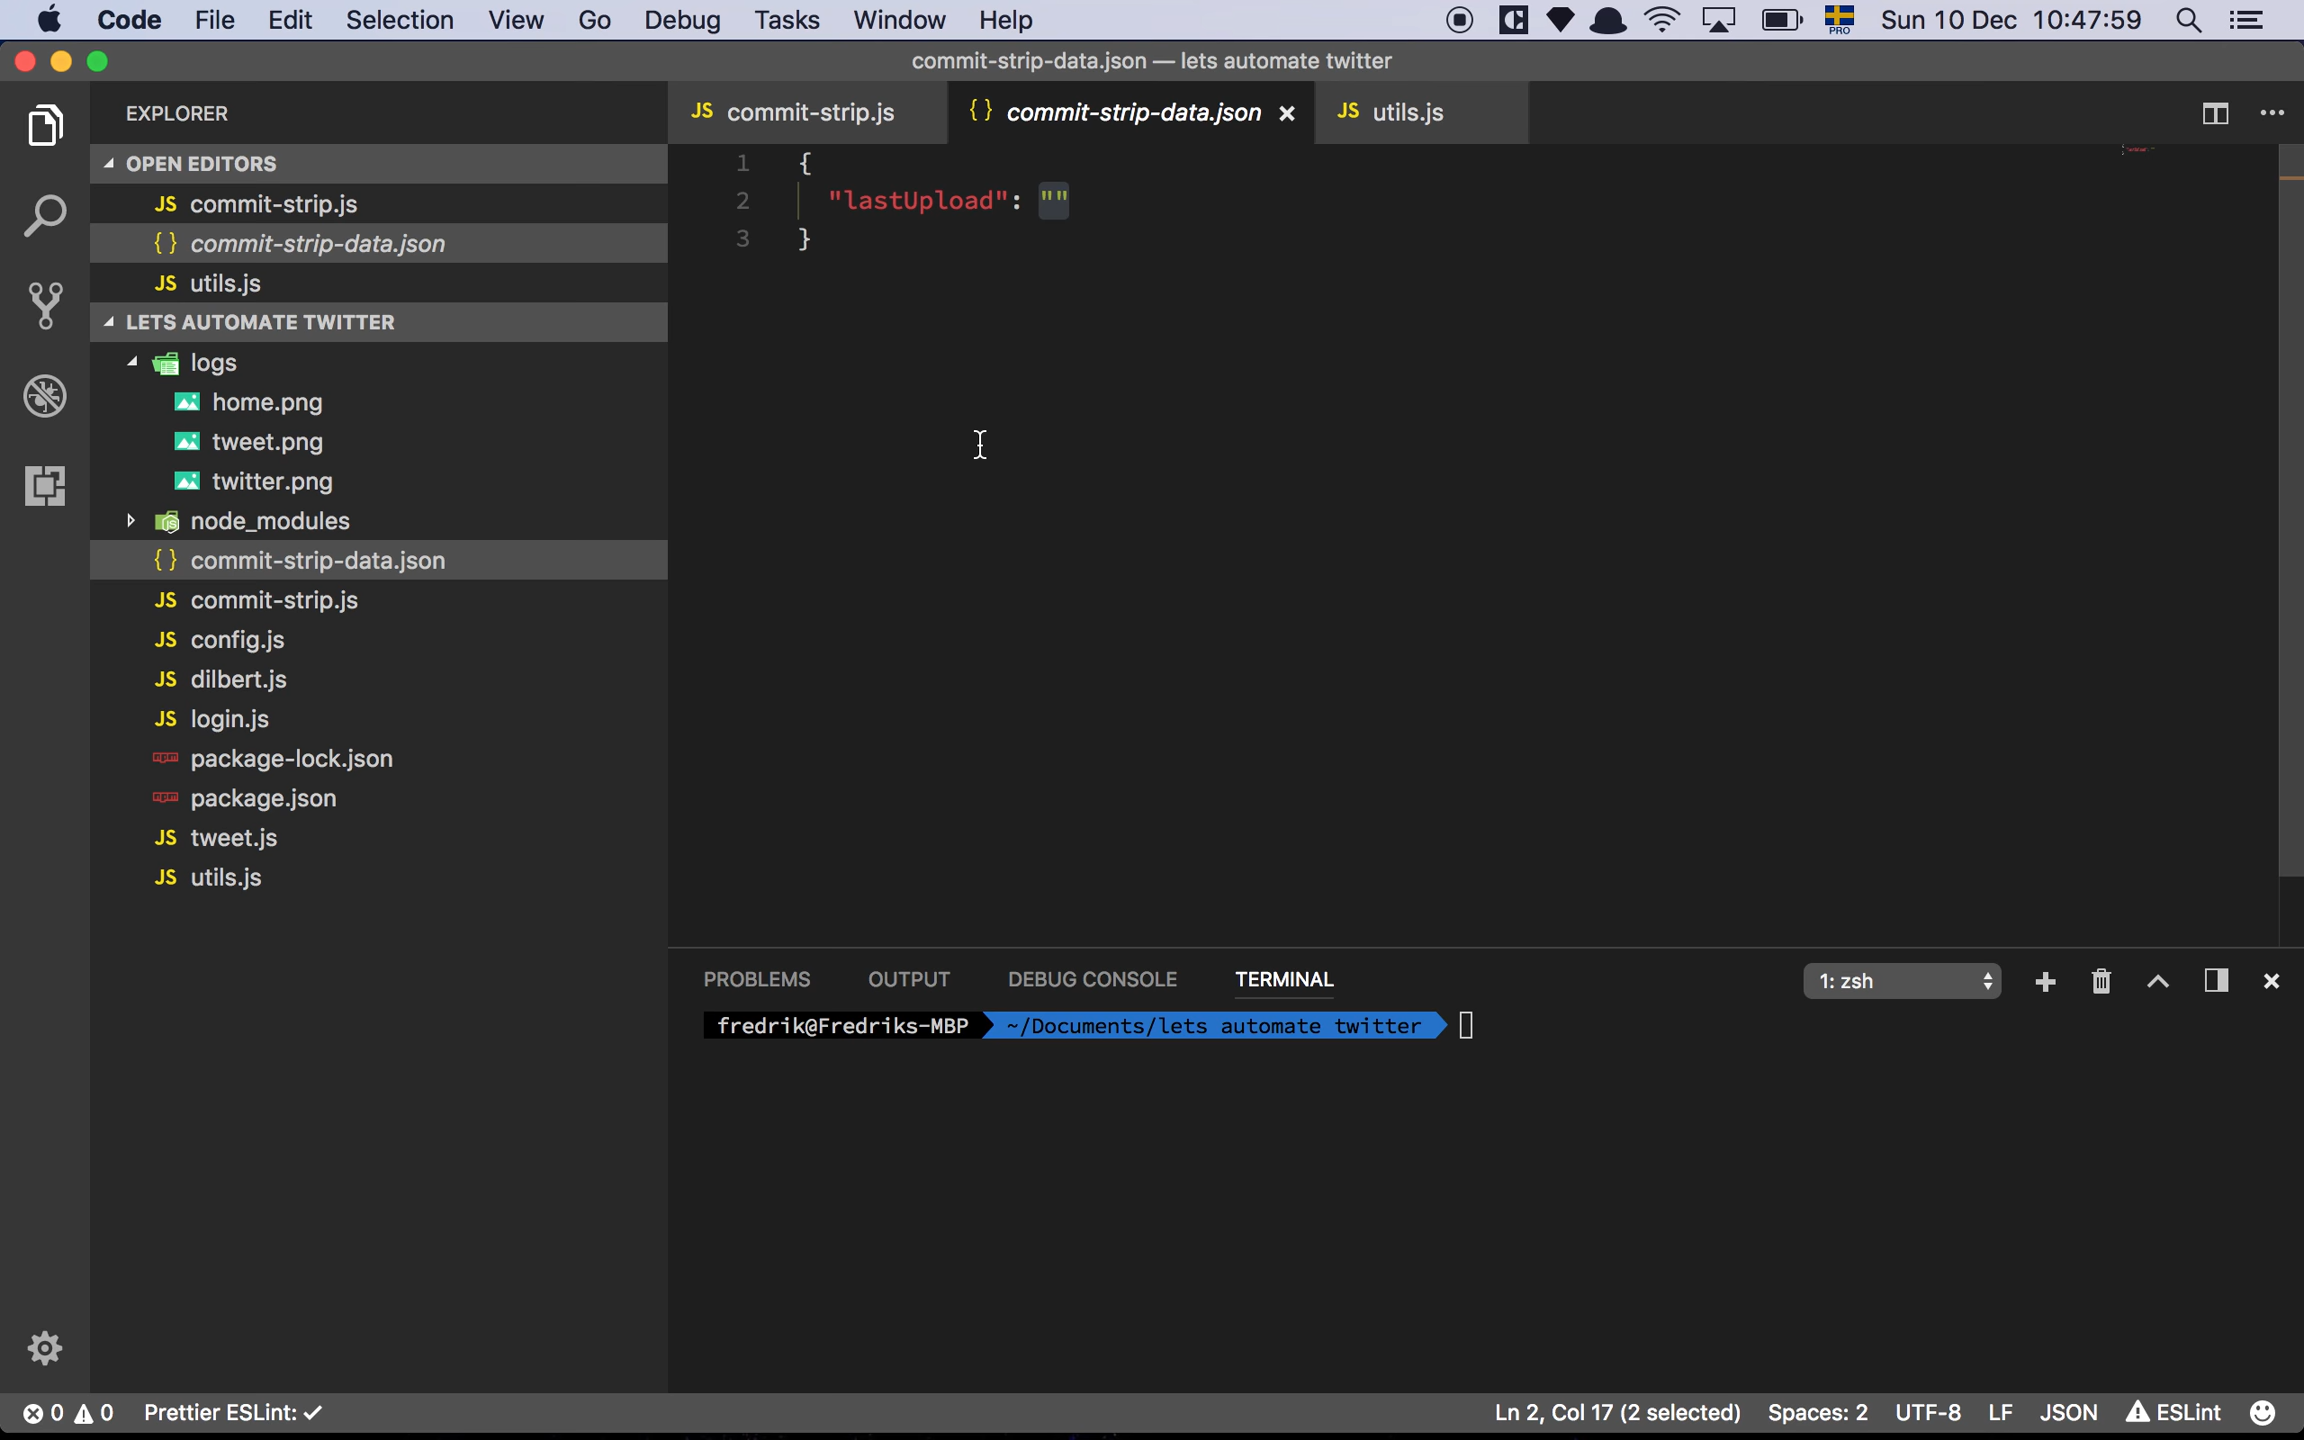 Code File Edit Selection View Go Debug Tasks Window Help PRO Sun 10 Dec 10:47:59
commit-strip-data.json — lets automate twitter
EXPLORER
OPEN EDITORS
JS commit-strip.js
{ } commit-strip-data.json
JS utils.js
LETS AUTOMATE TWITTER
logs
home.png
tweet.png
twitter.png
node_modules
{ } commit-strip-data.json
JS commit-strip.js
JS config.js
JS dilbert.js
JS login.js
package-lock.json
package.json
JS tweet.js
JS utils.js
JS commit-strip.js { } commit-strip-data.json × JS utils.js
1 {
2 "lastUpload": ""
3 }
PROBLEMS OUTPUT DEBUG CONSOLE TERMINAL 1: zsh
fredrik@Fredriks-MBP ~/Documents/lets automate twitter
0 0 Prettier ESLint: ✓ Ln 2, Col 17 (2 selected) Spaces: 2 UTF-8 LF JSON ESLint